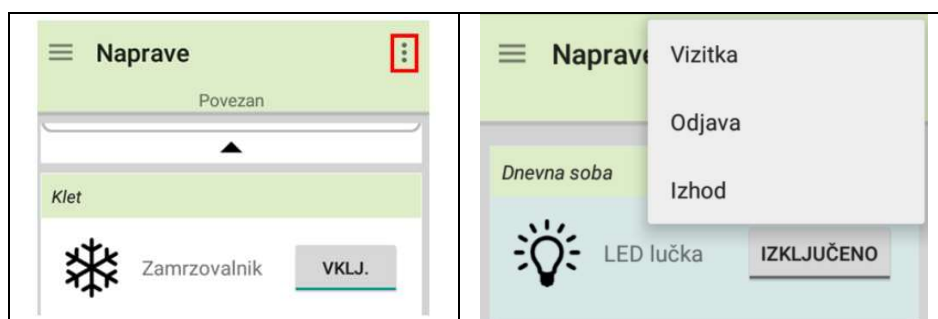 Naprave
Povezan
Klet
Zamrzovalnik VKLJ.
Naprave
Vizitka
Odjava
Izhod
Dnevna soba
LED lučka IZKLJUČENO